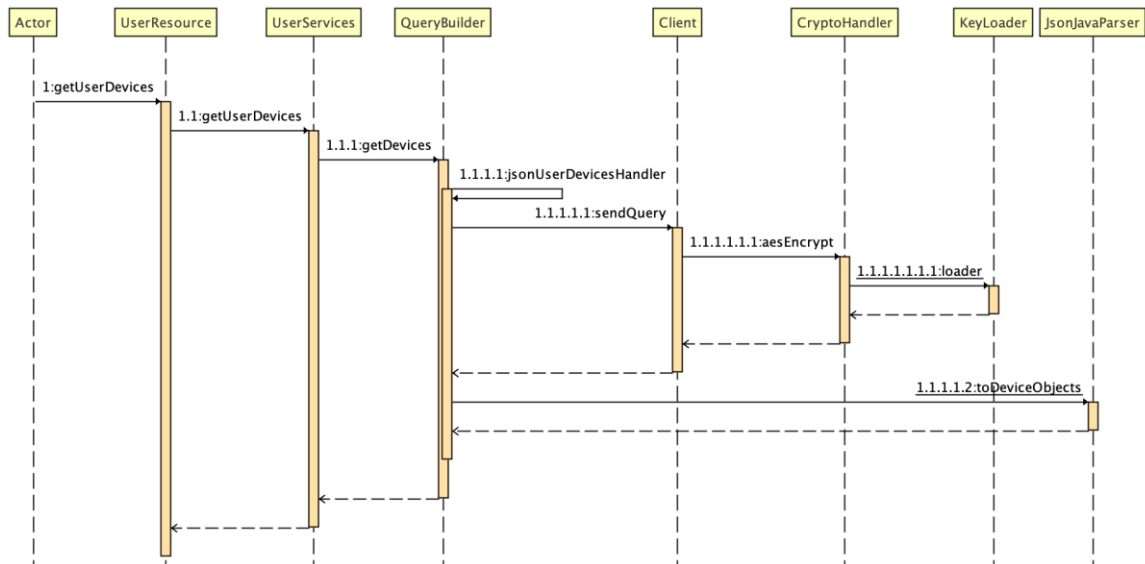 Actor
UserResource
UserServices
QueryBuilder
Client
CryptoHandler
KeyLoader
JsonJavaParser
1:getUserDevices
1.1:getUserDevices
1.1.1:getDevices
1.1.1.1:jsonUserDevicesHandler
1.1.1.1.1:sendQuery
1.1.1.1.1.1:aesEncrypt
1.1.1.1.1.1.1:loader
1.1.1.1.2:toDeviceObjects